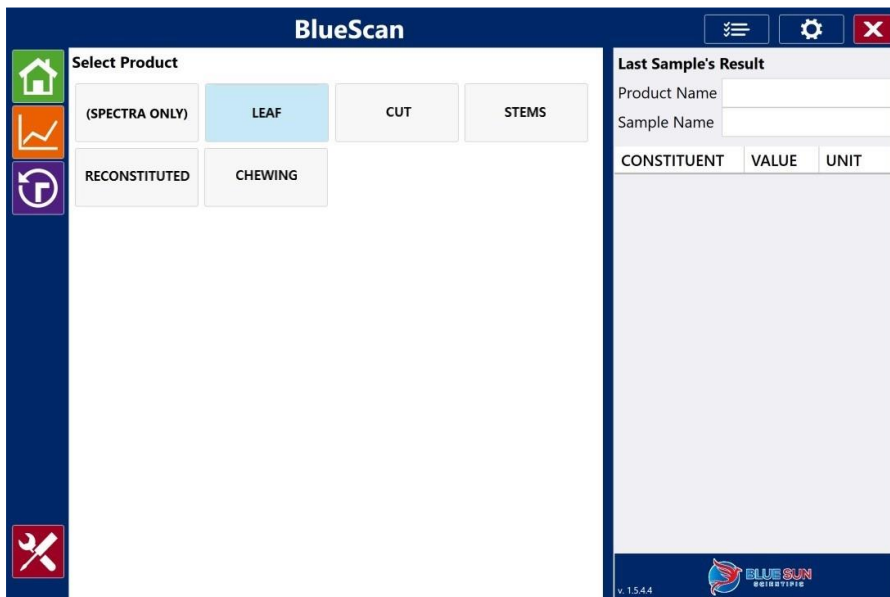 BlueScan
Select Product
(SPECTRA ONLY)
LEAF
CUT
STEMS
RECONSTITUTED
CHEWING
Last Sample's Result
Product Name
Sample Name
CONSTITUENT VALUE UNIT
v. 1.5.4.4
BLUE SUN
SCIENTIFIC